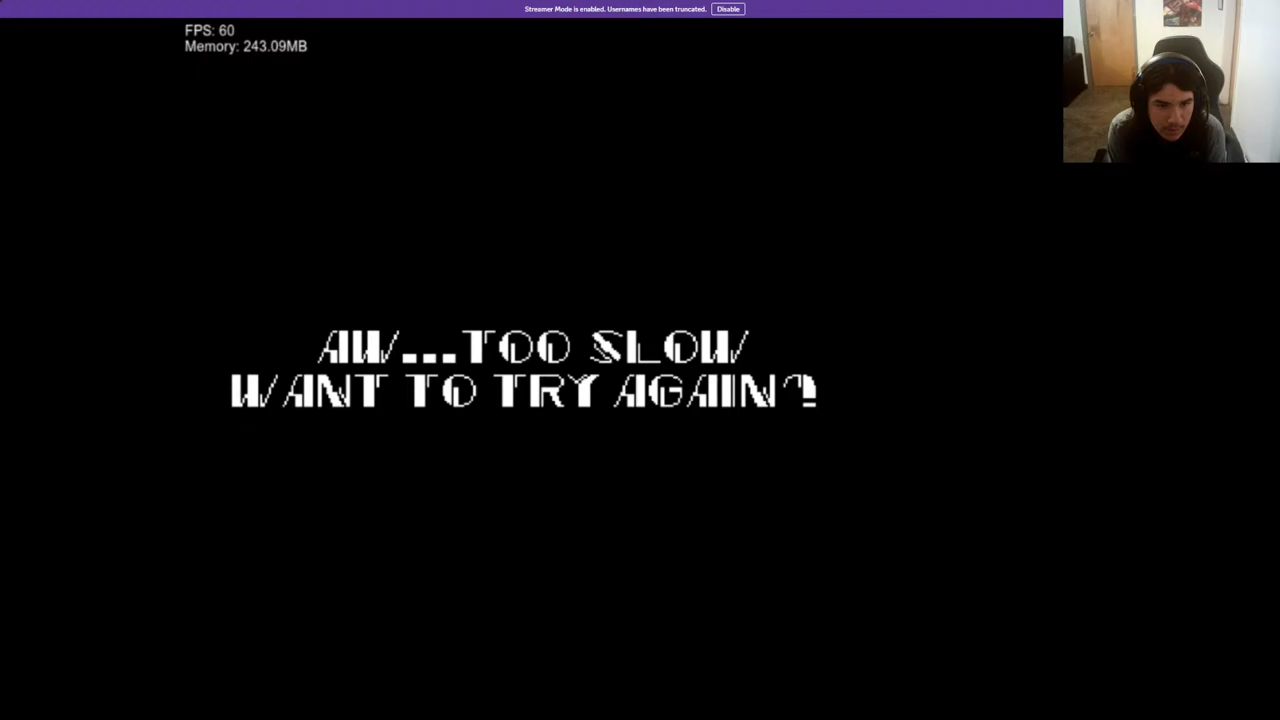 Streamer Mode is enabled. Usernames have been truncated. Disable
FPS: 60
Memory: 243.09MB
AW...TOO SLOW
WANT TO TRY AGAIN?